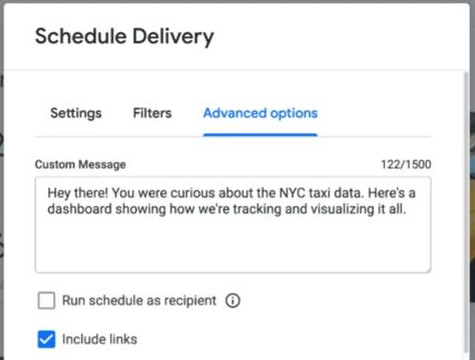 Schedule Delivery
Settings Filters Advanced options
Custom Message 122/1500
Hey there! You were curious about the NYC taxi data. Here's a
dashboard showing how we're tracking and visualizing it all.
Run schedule as recipient
Include links